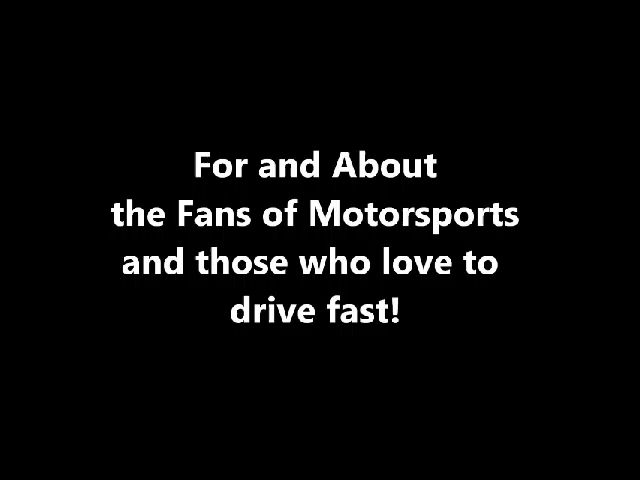 For and About
the Fans of Motorsports
and those who love to
drive fast!